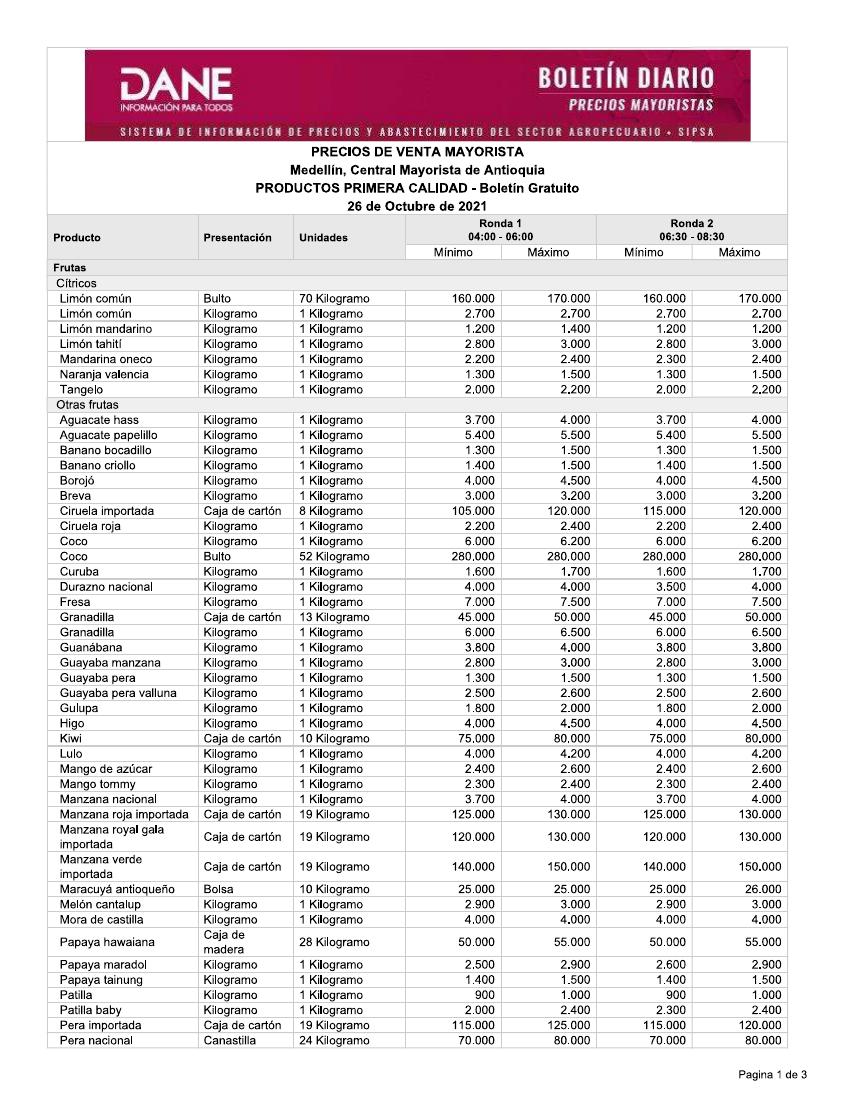 DANE
INFORMACIÓN PARA TODOS
BOLETÍN DIARIO
PRECIOS MAYORISTAS
SISTEMA DE INFORMACIÓN DE PRECIOS Y ABASTECIMIENTO DEL SECTOR AGROPECUARIO • SIPSA
PRECIOS DE VENTA MAYORISTA
Medellín, Central Mayorista de Antioquia
PRODUCTOS PRIMERA CALIDAD - Boletín Gratuito
26 de Octubre de 2021
Producto Presentación Unidades Ronda 1 Ronda 2
04:00 - 06:00 06:30 - 08:30
Mínimo Máximo Mínimo Máximo
Frutas
Cítricos
Limón común Bulto 70 Kilogramo 160.000 170.000 160.000 170.000
Limón común Kilogramo 1 Kilogramo 2.700 2.700 2.700 2.700
Limón mandarino Kilogramo 1 Kilogramo 1.200 1.400 1.200 1.200
Limón tahití Kilogramo 1 Kilogramo 2.800 3.000 2.800 3.000
Mandarina oneco Kilogramo 1 Kilogramo 2.200 2.400 2.300 2.400
Naranja valencia Kilogramo 1 Kilogramo 1.300 1.500 1.300 1.500
Tangelo Kilogramo 1 Kilogramo 2.000 2.200 2.000 2.200
Otras frutas
Aguacate hass Kilogramo 1 Kilogramo 3.700 4.000 3.700 4.000
Aguacate papelillo Kilogramo 1 Kilogramo 5.400 5.500 5.400 5.500
Banano bocadillo Kilogramo 1 Kilogramo 1.300 1.500 1.300 1.500
Banano criollo Kilogramo 1 Kilogramo 1.400 1.500 1.400 1.500
Borojó Kilogramo 1 Kilogramo 4.000 4.500 4.000 4.500
Breva Kilogramo 1 Kilogramo 3.000 3.200 3.000 3.200
Ciruela importada Caja de cartón 8 Kilogramo 105.000 120.000 115.000 120.000
Ciruela roja Kilogramo 1 Kilogramo 2.200 2.400 2.200 2.400
Coco Kilogramo 1 Kilogramo 6.000 6.200 6.000 6.200
Coco Bulto 52 Kilogramo 280.000 280.000 280.000 280.000
Curuba Kilogramo 1 Kilogramo 1.600 1.700 1.600 1.700
Durazno nacional Kilogramo 1 Kilogramo 4.000 4.000 3.500 4.000
Fresa Kilogramo 1 Kilogramo 7.000 7.500 7.000 7.500
Granadilla Caja de cartón 13 Kilogramo 45.000 50.000 45.000 50.000
Granadilla Kilogramo 1 Kilogramo 6.000 6.500 6.000 6.500
Guanábana Kilogramo 1 Kilogramo 3.800 4.000 3.800 3.800
Guayaba manzana Kilogramo 1 Kilogramo 2.800 3.000 2.800 3.000
Guayaba pera Kilogramo 1 Kilogramo 1.300 1.500 1.300 1.500
Guayaba pera valluna Kilogramo 1 Kilogramo 2.500 2.600 2.500 2.600
Gulupa Kilogramo 1 Kilogramo 1.800 2.000 1.800 2.000
Higo Kilogramo 1 Kilogramo 4.000 4.500 4.000 4.500
Kiwi Caja de cartón 10 Kilogramo 75.000 80.000 75.000 80.000
Lulo Kilogramo 1 Kilogramo 4.000 4.200 4.000 4.200
Mango de azúcar Kilogramo 1 Kilogramo 2.400 2.600 2.400 2.600
Mango tommy Kilogramo 1 Kilogramo 2.300 2.400 2.300 2.400
Manzana nacional Kilogramo 1 Kilogramo 3.700 4.000 3.700 4.000
Manzana roja importada Caja de cartón 19 Kilogramo 125.000 130.000 125.000 130.000
Manzana royal gala
importada Caja de cartón 19 Kilogramo 120.000 130.000 120.000 130.000
Manzana verde
importada Caja de cartón 19 Kilogramo 140.000 150.000 140.000 150.000
Maracuyá antioqueño Bolsa 10 Kilogramo 25.000 25.000 25.000 26.000
Melón cantalup Kilogramo 1 Kilogramo 2.900 3.000 2.900 3.000
Mora de castilla Kilogramo 1 Kilogramo 4.000 4.000 4.000 4.000
Papaya hawaiana Caja de
madera 28 Kilogramo 50.000 55.000 50.000 55.000
Papaya maradol Kilogramo 1 Kilogramo 2.500 2.900 2.600 2.900
Papaya tainung Kilogramo 1 Kilogramo 1.400 1.500 1.400 1.500
Patilla Kilogramo 1 Kilogramo 900 1.000 900 1.000
Patilla baby Kilogramo 1 Kilogramo 2.000 2.400 2.300 2.400
Pera importada Caja de cartón 19 Kilogramo 115.000 125.000 115.000 120.000
Pera nacional Canastilla 24 Kilogramo 70.000 80.000 70.000 80.000
Pagina 1 de 3